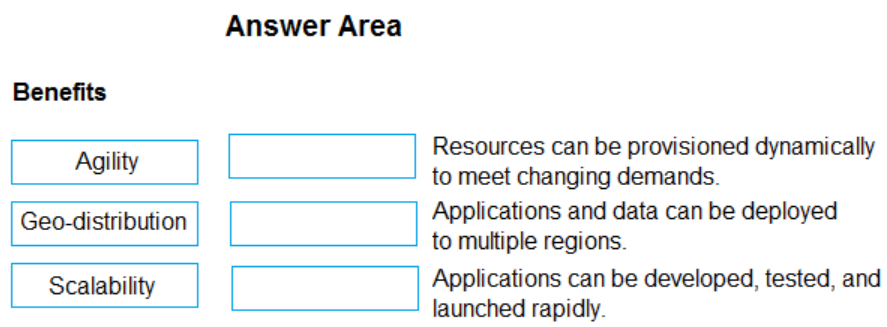 Answer Area
Benefits
Agility
Resources can be provisioned dynamically
to meet changing demands.
Geo-distribution
Applications and data can be deployed
to multiple regions.
Scalability
Applications can be developed, tested, and
launched rapidly.